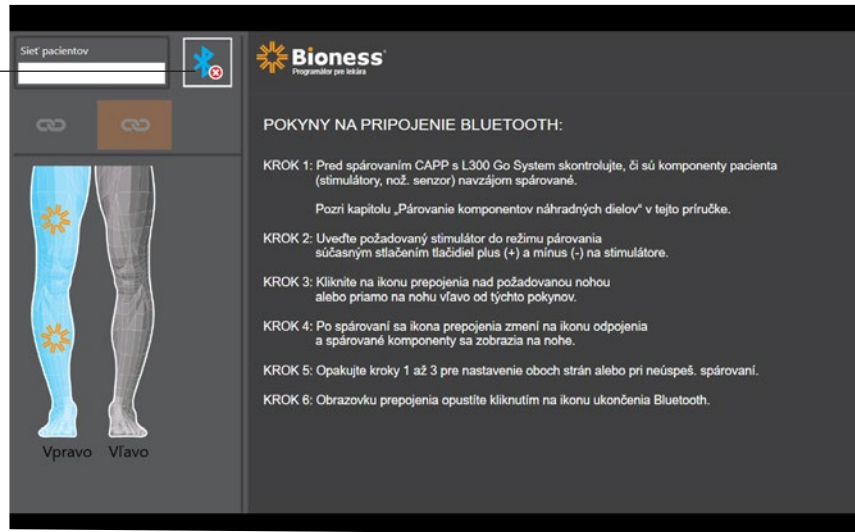 Sieť pacientov
Bioness
Programátor pre lekára
POKYNY NA PRIPOJENIE BLUETOOTH:
KROK 1: Pred spárovaním CAPP s L300 Go System skontrolujte, či sú komponenty pacienta
(stimulátory, nož. senzor) navzájom spárované.
Pozri kapitolu „Párovanie komponentov náhradných dielov“ v tejto príručke.
KROK 2: Uveďte požadovaný stimulátor do režimu párovania
súčasným stlačením tlačidiel plus (+) a mínus (-) na stimulátore.
KROK 3: Kliknite na ikonu prepojenia nad požadovanou nohou
alebo priamo na nohu vľavo od týchto pokynov.
KROK 4: Po spárovaní sa ikona prepojenia zmení na ikonu odpojenia
a spárované komponenty sa zobrazia na nohe.
KROK 5: Opakujte kroky 1 až 3 pre nastavenie oboch strán alebo pri neúspeš. spárovaní.
KROK 6: Obrazovku prepojenia opustíte kliknutím na ikonu ukončenia Bluetooth.
Vpravo Vľavo